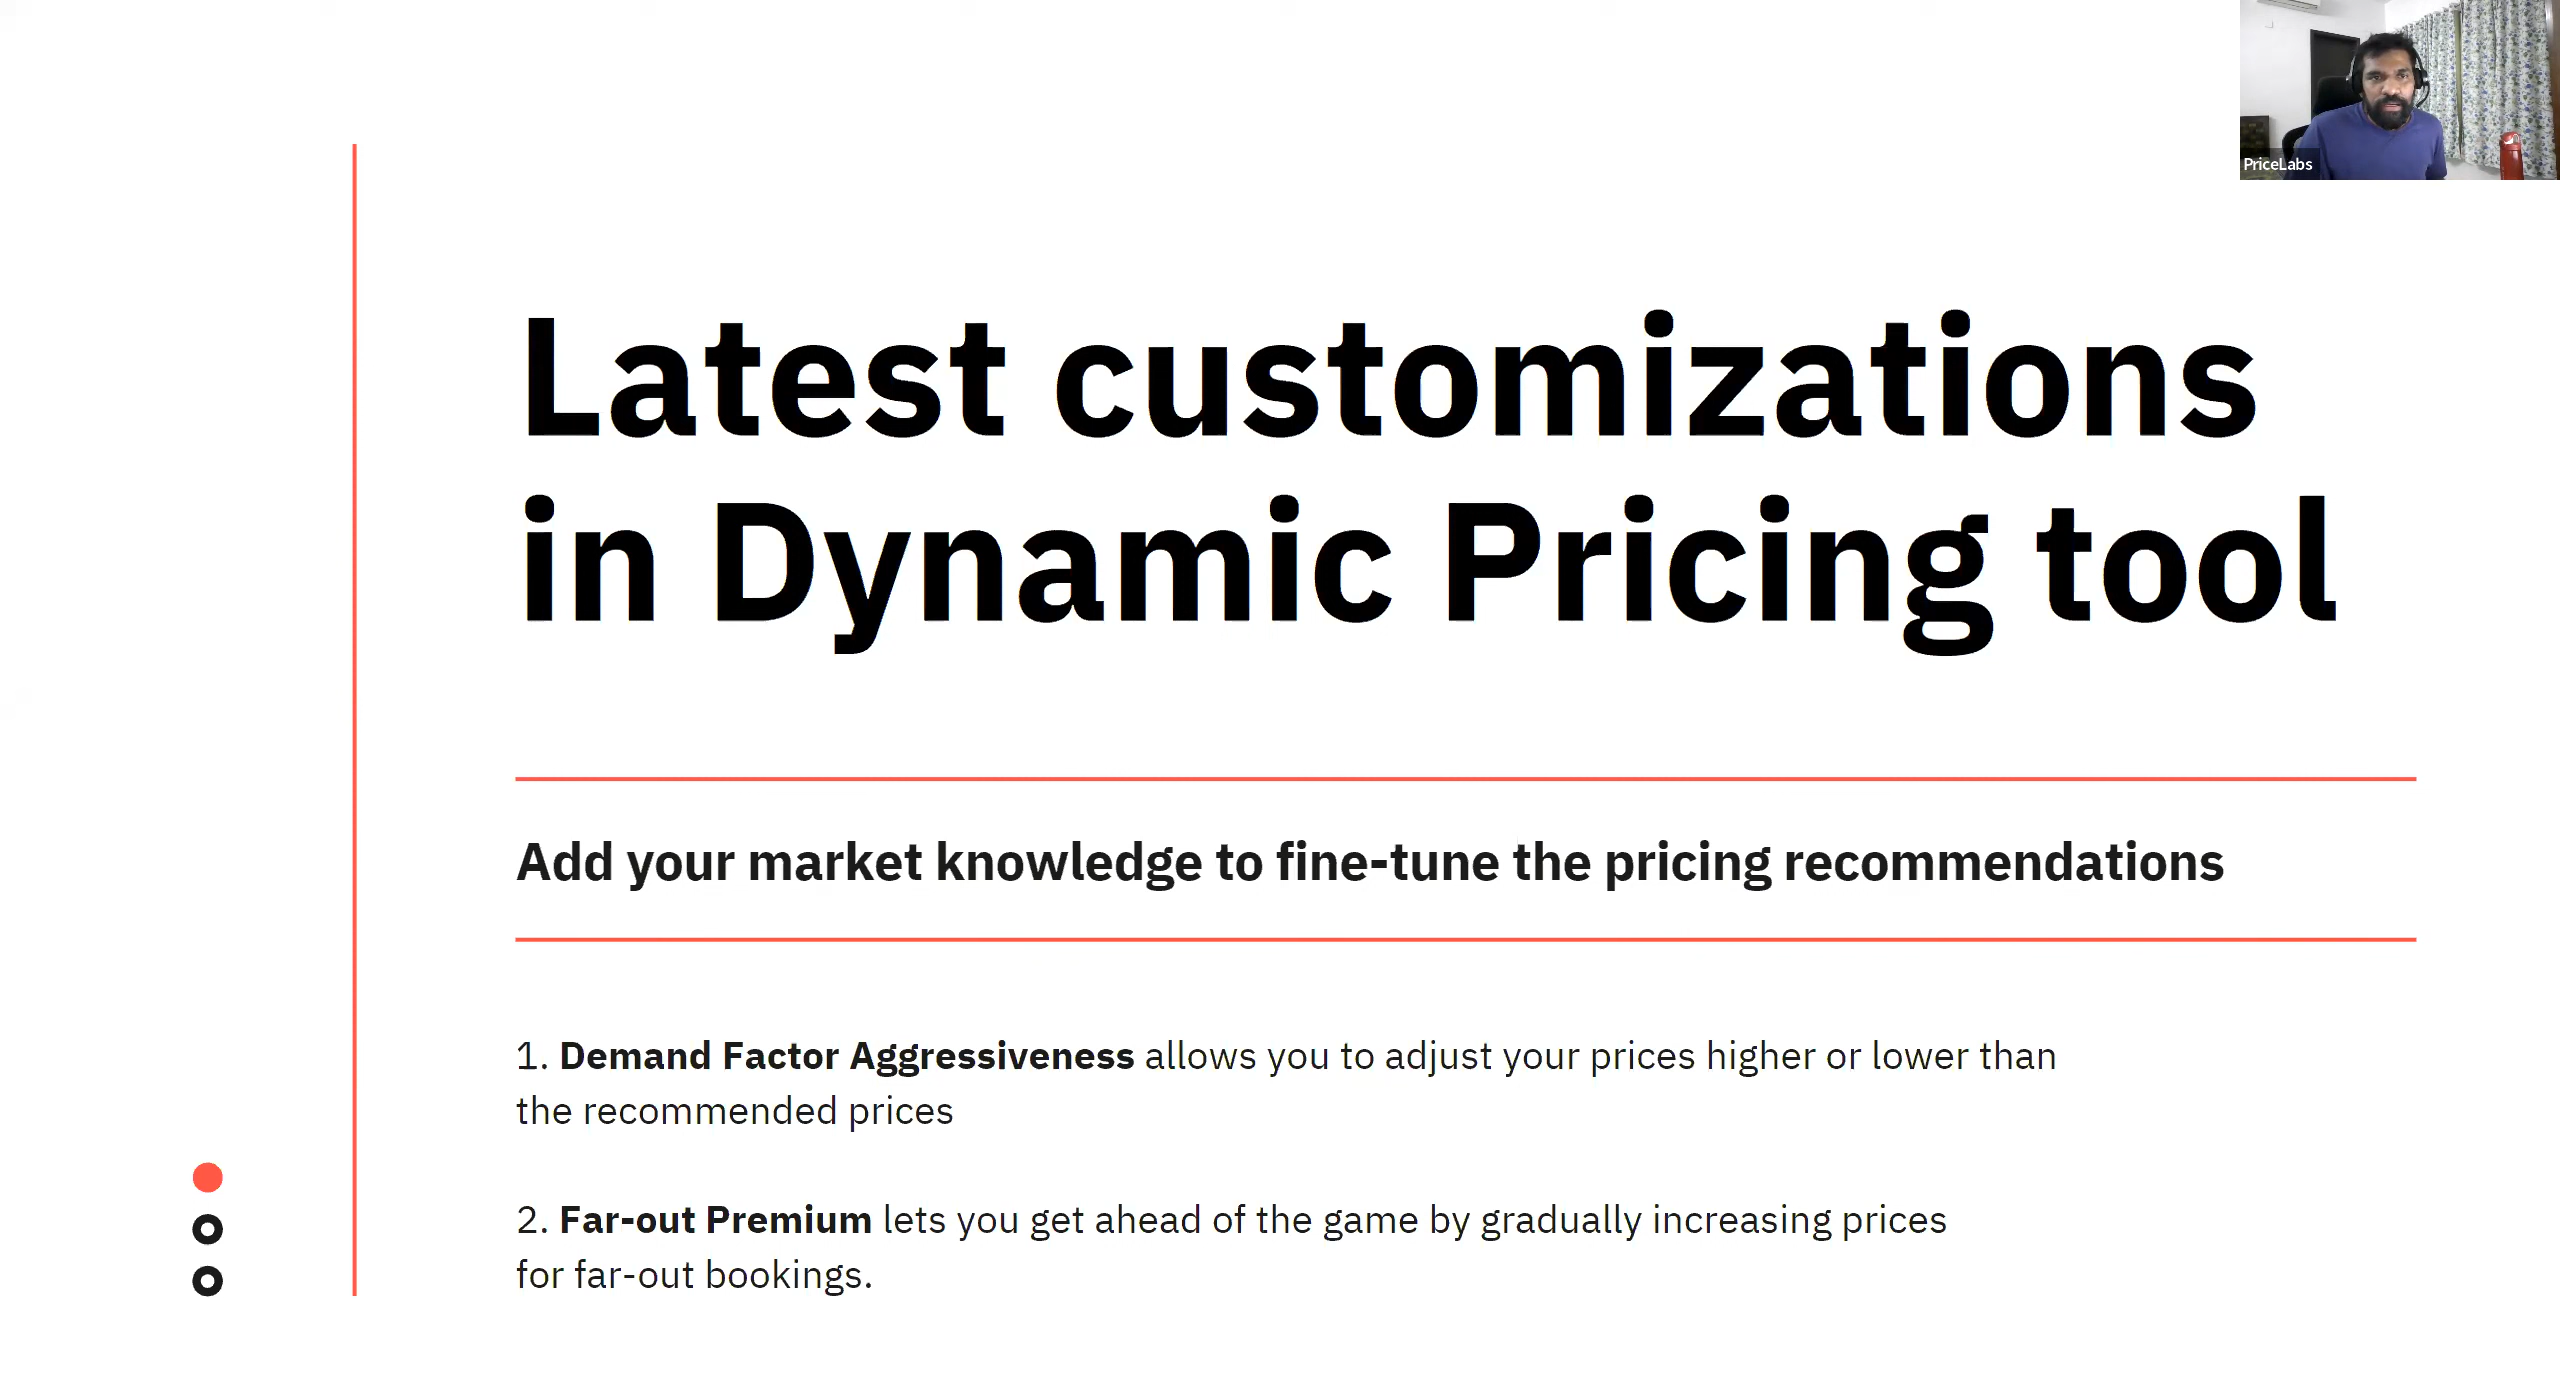 PriceLabs
Latest customizations
in Dynamic Pricing tool
Add your market knowledge to fine-tune the pricing recommendations
1. Demand Factor Aggressiveness allows you to adjust your prices higher or lower than
the recommended prices
2. Far-out Premium lets you get ahead of the game by gradually increasing prices
for far-out bookings.